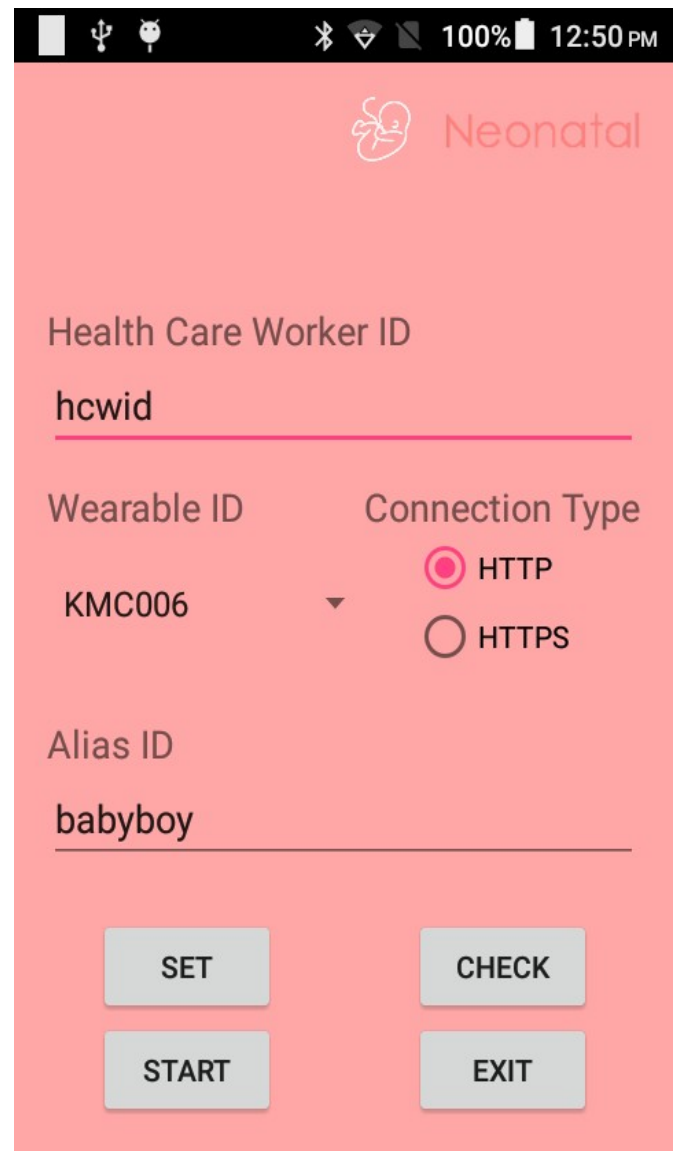 100% 12:50 PM
Neonatal
Health Care Worker ID
hcwid
Wearable ID Connection Type
HTTP
KMC006
HTTPS
Alias ID
babyboy
SET CHECK
START EXIT